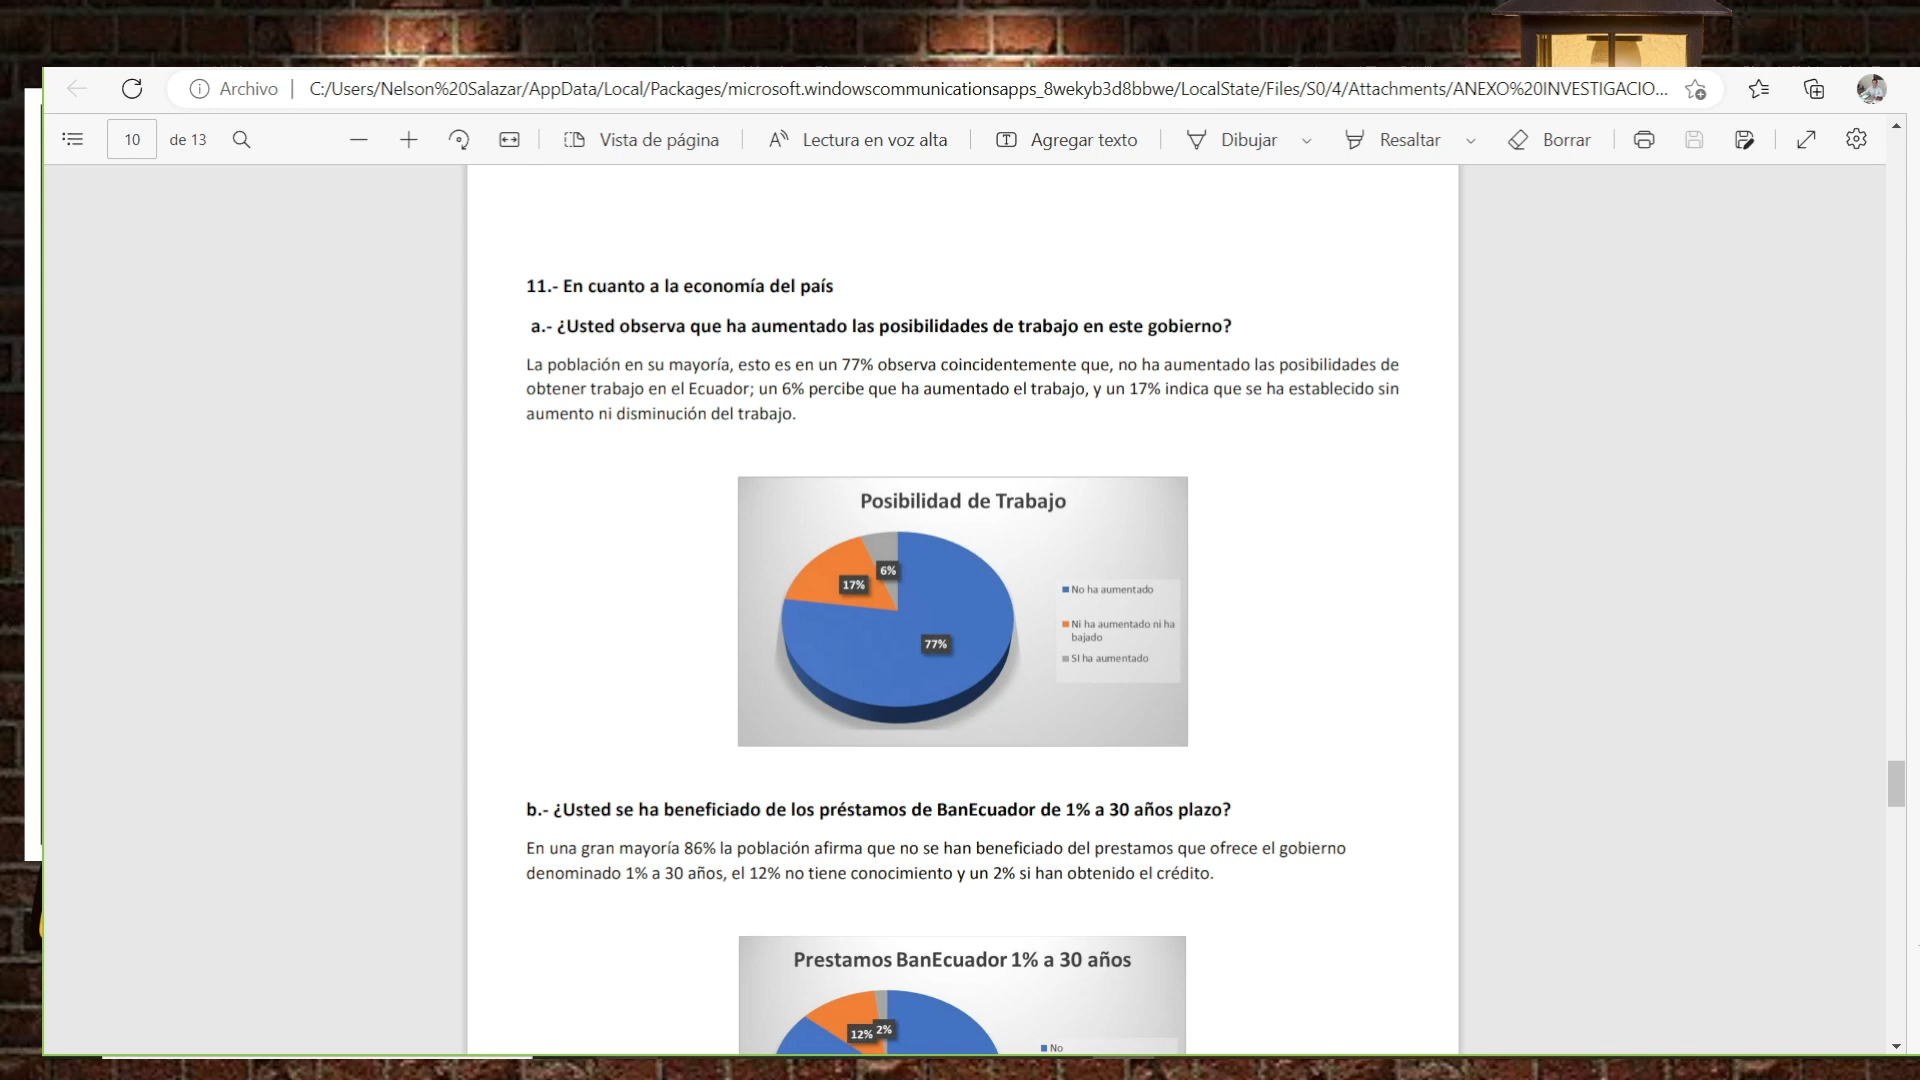 Archivo | C:/Users/Nelson%20Salazar/AppData/Local/Packages/microsoft.windowscommunicationsapps_8wekyb3d8bbwe/LocalState/Files/S0/4/Attachments/ANEXO%20INVESTIGACIO...
10 de 13 Vista de página Lectura en voz alta Agregar texto Dibujar Resaltar Borrar
11.- En cuanto a la economía del país
a.- ¿Usted observa que ha aumentado las posibilidades de trabajo en este gobierno?
La población en su mayoría, esto es en un 77% observa coincidentemente que, no ha aumentado las posibilidades de
obtener trabajo en el Ecuador; un 6% percibe que ha aumentado el trabajo, y un 17% indica que se ha establecido sin
aumento ni disminución del trabajo.
Posibilidad de Trabajo
6%
17%
77%
No ha aumentado
Ni ha aumentado ni ha
bajado
SI ha aumentado
b.- ¿Usted se ha beneficiado de los préstamos de BanEcuador de 1% a 30 años plazo?
En una gran mayoría 86% la población afirma que no se han beneficiado del prestamos que ofrece el gobierno
denominado 1% a 30 años, el 12% no tiene conocimiento y un 2% si han obtenido el crédito.
Prestamos BanEcuador 1% a 30 años
12% 2%
No